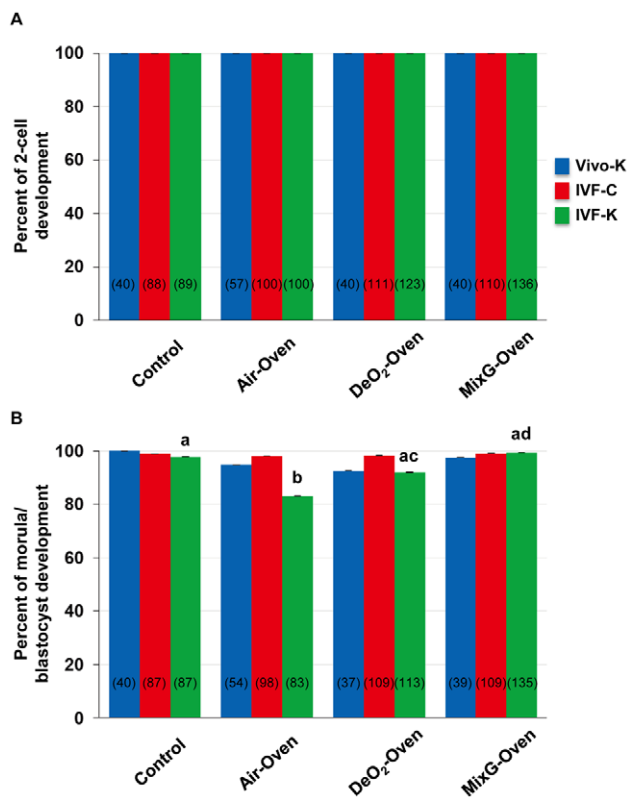 A
Percent of 2-cell
development
100
80
60
40
20
0
(40) (88) (89) (57) (100) (100) (40) (111) (123) (40) (110) (136)
Control
Air-Oven
DeO₂-Oven
MixG-Oven
Vivo-K
IVF-C
IVF-K
B
Percent of morula/
blastocyst development
100
80
60
40
20
0
a
b
ac
ad
(40) (87) (87) (54) (98) (83) (37) (109) (113) (39) (109) (135)
Control
Air-Oven
DeO₂-Oven
MixG-Oven